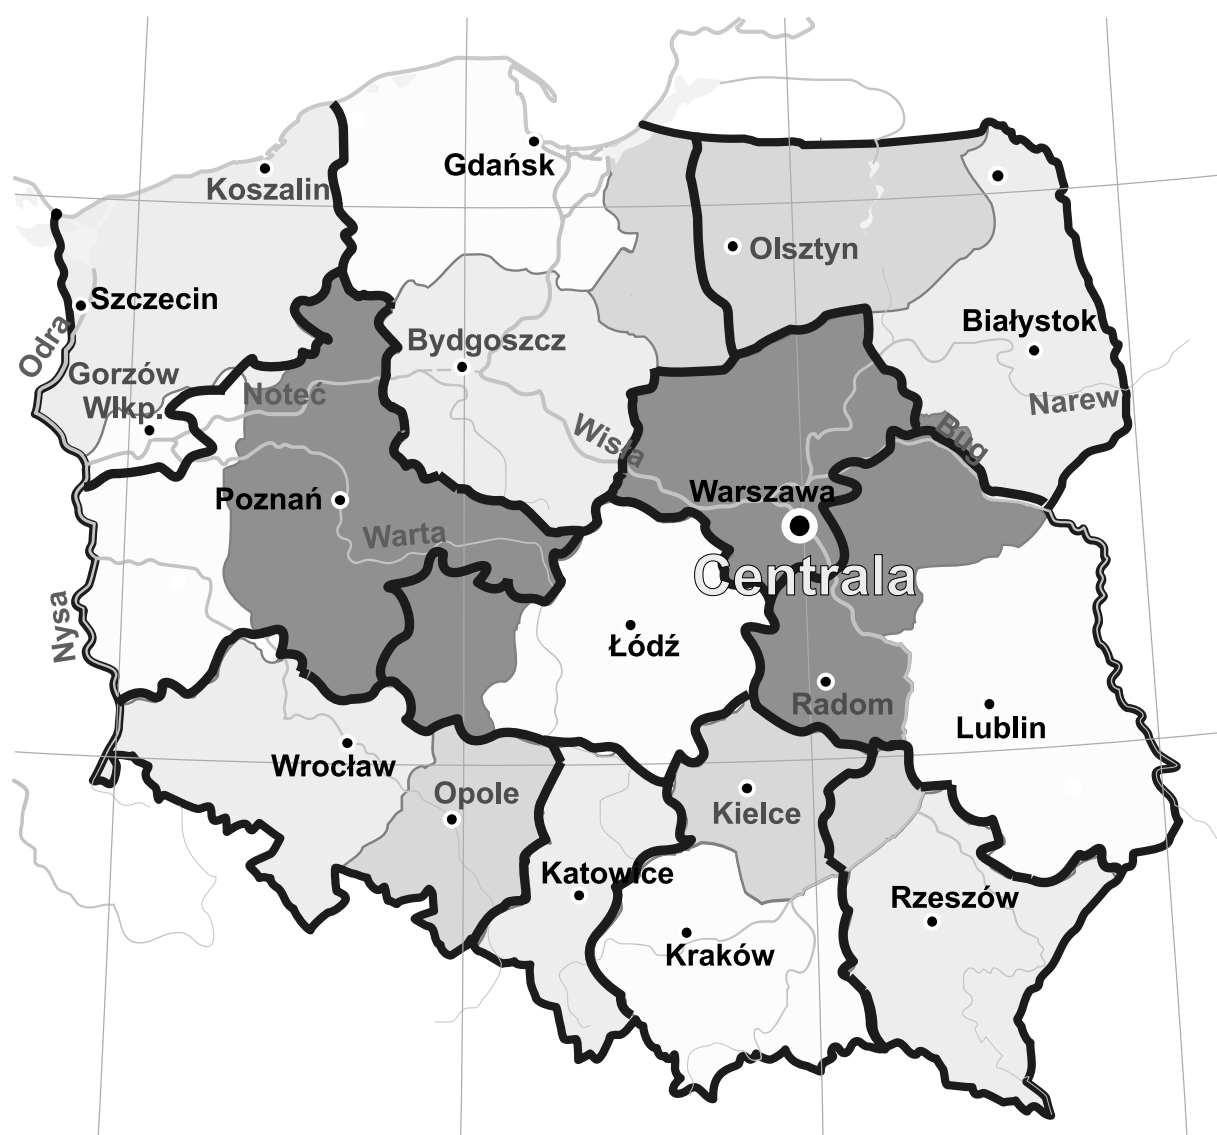 Gdańsk
Koszalin
Olsztyn
Szczecin
Białystok
Odra
Bydgoszcz
Gorzów
Wlkp.
Noteć
Narew
Wisła
Bug
Poznań
Warszawa
Warta
Centrala
Nysa
Łódź
Radom
Lublin
Wrocław
Opole
Kielce
Katowice
Rzeszów
Kraków